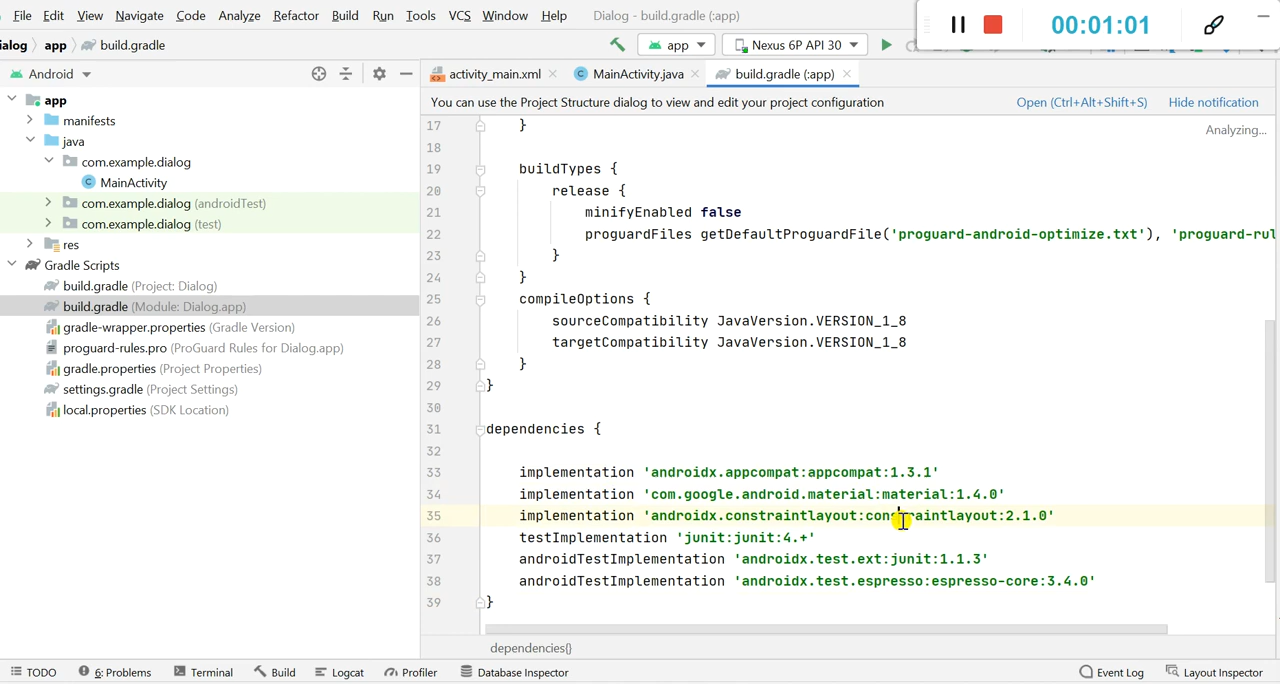 File Edit View Navigate Code Analyze Refactor Build Run Tools VCS Window Help Dialog - build.gradle (:app)
00:01:01
ialog app build.gradle
app Nexus 6P API 30
Android
activity_main.xml MainActivity.java build.gradle (:app)
You can use the Project Structure dialog to view and edit your project configuration Open (Ctrl+Alt+Shift+S) Hide notification
Analyzing...
app
manifests
java
com.example.dialog
MainActivity
com.example.dialog (androidTest)
com.example.dialog (test)
res
Gradle Scripts
build.gradle (Project: Dialog)
build.gradle (Module: Dialog.app)
gradle-wrapper.properties (Gradle Version)
proguard-rules.pro (ProGuard Rules for Dialog.app)
gradle.properties (Project Properties)
settings.gradle (Project Settings)
local.properties (SDK Location)
17 }
18
19 buildTypes {
20 release {
21 minifyEnabled false
22 proguardFiles getDefaultProguardFile('proguard-android-optimize.txt'), 'proguard-rul
23 }
24 }
25 compileOptions {
26 sourceCompatibility JavaVersion.VERSION_1_8
27 targetCompatibility JavaVersion.VERSION_1_8
28 }
29 }
30
31 dependencies {
32
33 implementation 'androidx.appcompat:appcompat:1.3.1'
34 implementation 'com.google.android.material:material:1.4.0'
35 implementation 'androidx.constraintlayout:constraintlayout:2.1.0'
36 testImplementation 'junit:junit:4.+'
37 androidTestImplementation 'androidx.test.ext:junit:1.1.3'
38 androidTestImplementation 'androidx.test.espresso:espresso-core:3.4.0'
39 }
dependencies{}
TODO 6: Problems Terminal Build Logcat Profiler Database Inspector Event Log Layout Inspector